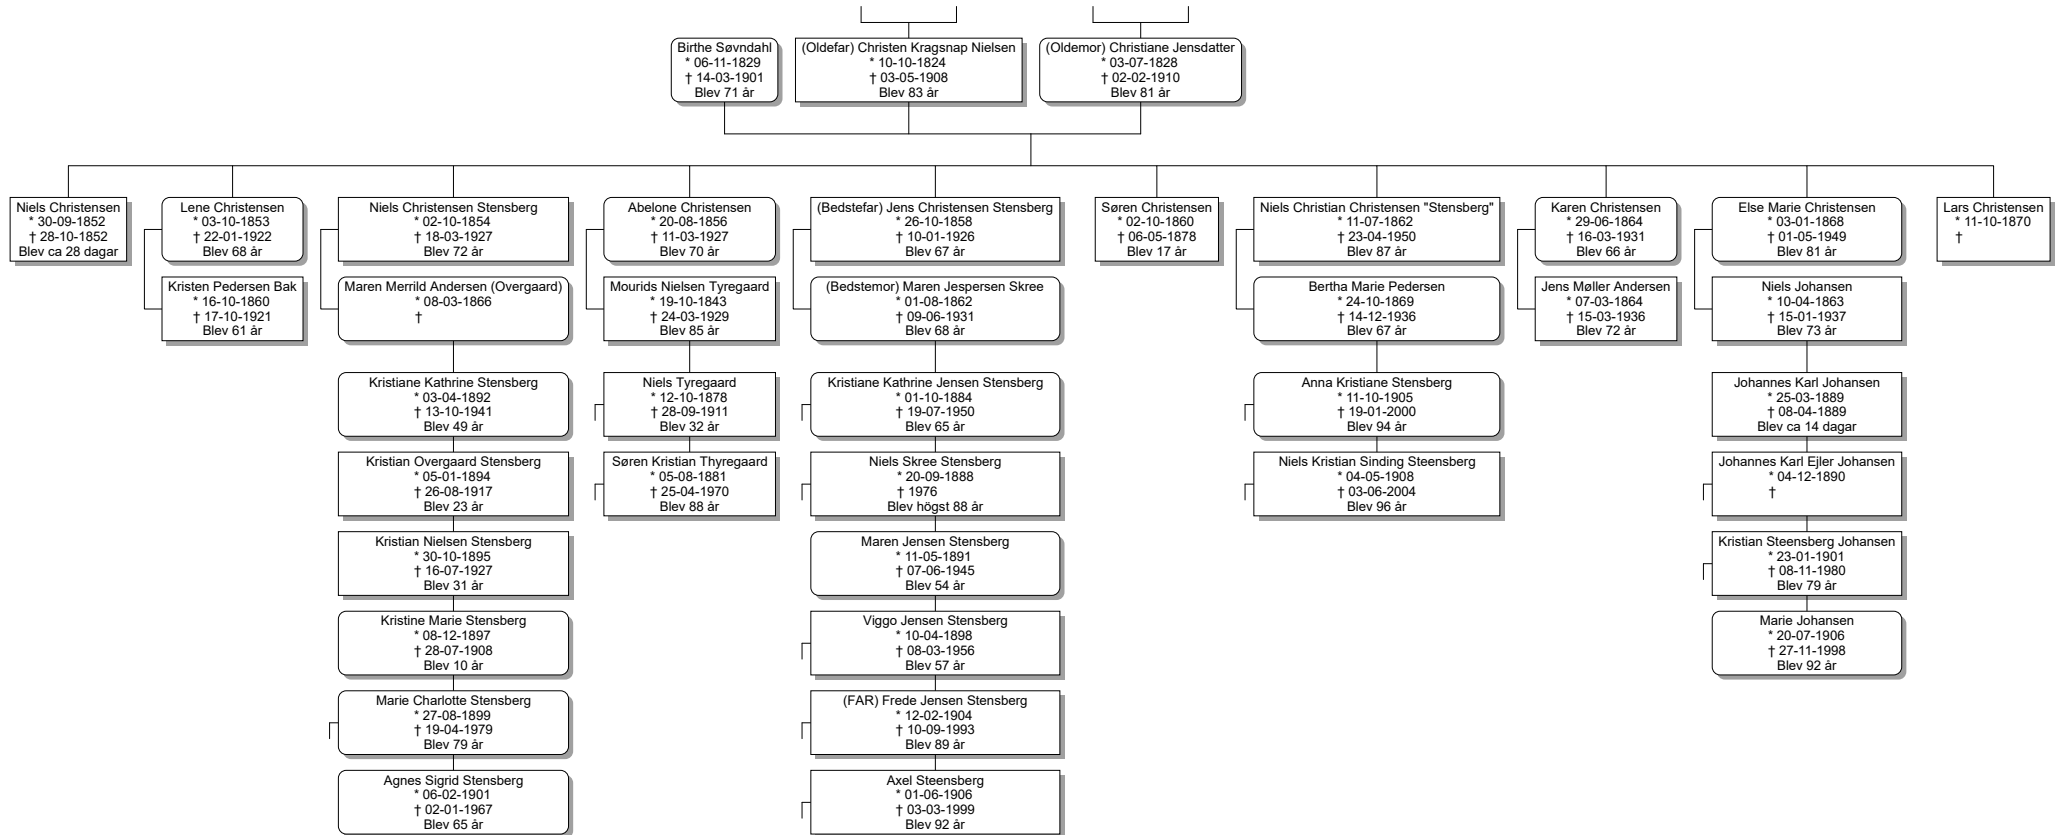 Birthe Søvndahl
* 06-11-1829
† 14-03-1901
Blev 71 år
(Oldefar) Christen Kragsnap Nielsen
* 10-10-1824
† 03-05-1908
Blev 83 år
(Oldemor) Christiane Jensdatter
* 03-07-1828
† 02-02-1910
Blev 81 år
Niels Christensen
* 30-09-1852
† 28-10-1852
Blev ca 28 dagar
Lene Christensen
* 03-10-1853
† 22-01-1922
Blev 68 år
Kristen Pedersen Bak
* 16-10-1860
† 17-10-1921
Blev 61 år
Niels Christensen Stensberg
* 02-10-1854
† 18-03-1927
Blev 72 år
Maren Merrild Andersen (Overgaard)
* 08-03-1866
†
Kristiane Kathrine Stensberg
* 03-04-1892
† 13-10-1941
Blev 49 år
Kristian Overgaard Stensberg
* 05-01-1894
† 26-08-1917
Blev 23 år
Kristian Nielsen Stensberg
* 30-10-1895
† 16-07-1927
Blev 31 år
Kristine Marie Stensberg
* 08-12-1897
† 28-07-1908
Blev 10 år
Marie Charlotte Stensberg
* 27-08-1899
† 19-04-1979
Blev 79 år
Agnes Sigrid Stensberg
* 06-02-1901
† 02-01-1967
Blev 65 år
Abelone Christensen
* 20-08-1856
† 11-03-1927
Blev 70 år
Mourids Nielsen Tyregaard
* 19-10-1843
† 24-03-1929
Blev 85 år
Niels Tyregaard
* 12-10-1878
† 28-09-1911
Blev 32 år
Søren Kristian Thyregaard
* 05-08-1881
† 25-04-1970
Blev 88 år
(Bedstefar) Jens Christensen Stensberg
* 26-10-1858
† 10-01-1926
Blev 67 år
(Bedstemor) Maren Jespersen Skree
* 01-08-1862
† 09-06-1931
Blev 68 år
Kristiane Kathrine Jensen Stensberg
* 01-10-1884
† 19-07-1950
Blev 65 år
Niels Skree Stensberg
* 20-09-1888
† 1976
Blev högst 88 år
Maren Jensen Stensberg
* 11-05-1891
† 07-06-1945
Blev 54 år
Viggo Jensen Stensberg
* 10-04-1898
† 08-03-1956
Blev 57 år
(FAR) Frede Jensen Stensberg
* 12-02-1904
† 10-09-1993
Blev 89 år
Axel Steensberg
* 01-06-1906
† 03-03-1999
Blev 92 år
Søren Christensen
* 02-10-1860
† 06-05-1878
Blev 17 år
Niels Christian Christensen "Stensberg"
* 11-07-1862
† 23-04-1950
Blev 87 år
Bertha Marie Pedersen
* 24-10-1869
† 14-12-1936
Blev 67 år
Anna Kristiane Stensberg
* 11-10-1905
† 19-01-2000
Blev 94 år
Niels Kristian Sinding Steensberg
* 04-05-1908
† 03-06-2004
Blev 96 år
Karen Christensen
* 29-06-1864
† 16-03-1931
Blev 66 år
Jens Møller Andersen
* 07-03-1864
† 15-03-1936
Blev 72 år
Else Marie Christensen
* 03-01-1868
† 01-05-1949
Blev 81 år
Niels Johansen
* 10-04-1863
† 15-01-1937
Blev 73 år
Johannes Karl Johansen
* 25-03-1889
† 08-04-1889
Blev ca 14 dagar
Johannes Karl Ejler Johansen
* 04-12-1890
†
Kristian Steensberg Johansen
* 23-01-1901
† 08-11-1980
Blev 79 år
Marie Johansen
* 20-07-1906
† 27-11-1998
Blev 92 år
Lars Christensen
* 11-10-1870
†